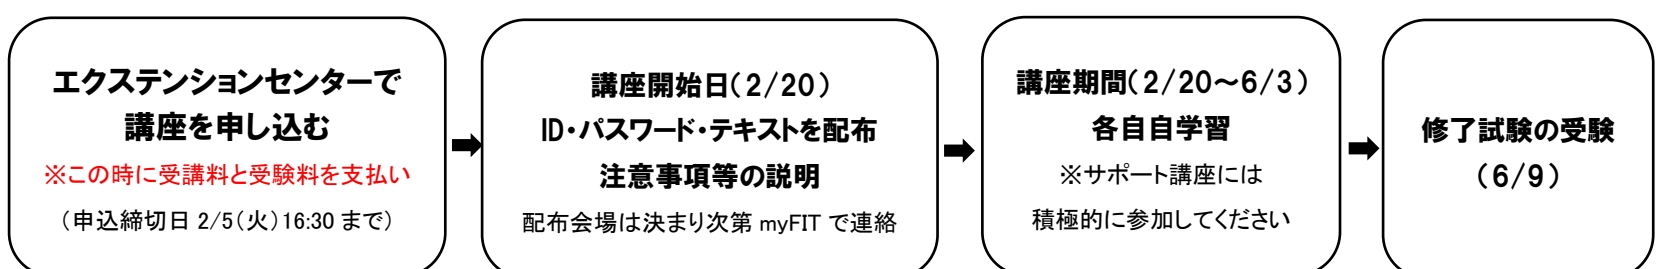 エクステンションセンターで
講座を申し込む
※この時に受講料と受験料を支払い
（申込締切日 2/5（火）16:30 まで）
講座開始日（2/20）
ID・パスワード・テキストを配布
注意事項等の説明
配布会場は決まり次第 myFIT で連絡
講座期間（2/20～6/3）
各自自学習
※サポート講座には
積極的に参加してください
修了試験の受験
（6/9）